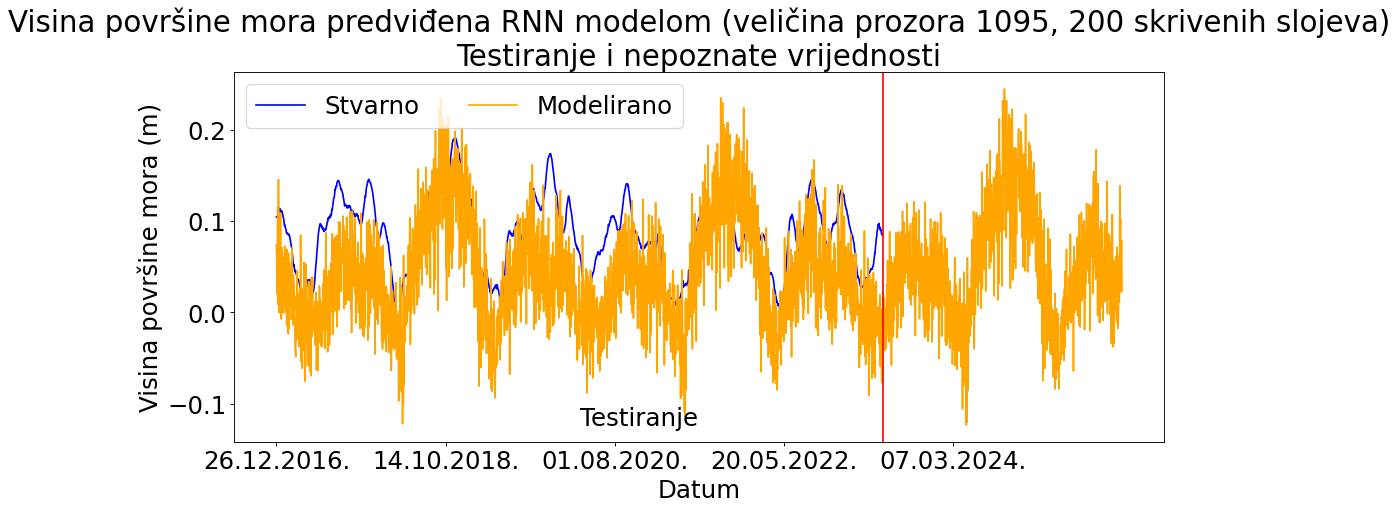 Visina površine mora predviđena RNN modelom (veličina prozora 1095, 200 skrivenih slojeva)
Testiranje i nepoznate vrijednosti
Stvarno
Modelirano
Visina površine mora (m)
0.2
0.1
0.0
−0.1
Testiranje
26.12.2016.
14.10.2018.
01.08.2020.
20.05.2022.
07.03.2024.
Datum